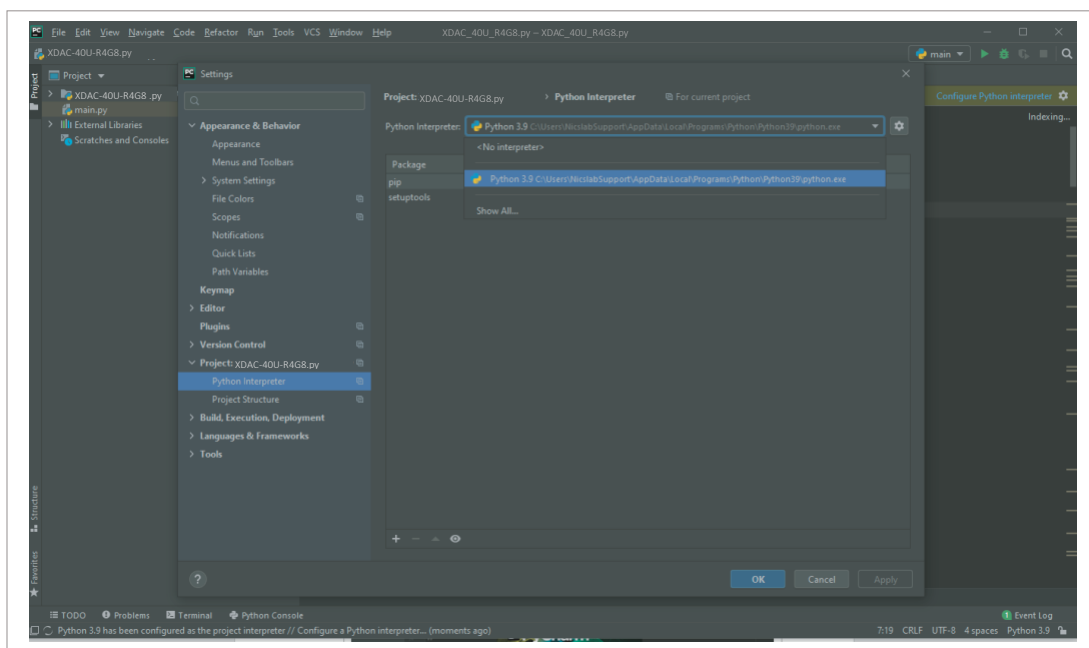 PC File Edit View Navigate Code Refactor Run Tools VCS Window Help XDAC_40U_R4G8.py – XDAC_40U_R4G8.py
XDAC-40U-R4G8.py
main
Project
Project
XDAC-40U-R4G8 .py
main.py
External Libraries
Scratches and Consoles
Structure
Favorites
PC Settings
Appearance & Behavior
Appearance
Menus and Toolbars
System Settings
File Colors
Scopes
Notifications
Quick Lists
Path Variables
Keymap
Editor
Plugins
Version Control
Project: XDAC-40U-R4G8.py
Python Interpreter
Project Structure
Build, Execution, Deployment
Languages & Frameworks
Tools
?
Project: XDAC-40U-R4G8.py > Python Interpreter For current project
Python Interpreter: Python 3.9 C:\Users\NicslabSupport\AppData\Local\Programs\Python\Python39\python.exe
<No interpreter>
Python 3.9 C:\Users\NicslabSupport\AppData\Local\Programs\Python\Python39\python.exe
Show All...
Package
pip
setuptools
OK Cancel Apply
Configure Python interpreter
Indexing...
TODO Problems Terminal Python Console 1 Event Log
Python 3.9 has been configured as the project interpreter // Configure a Python interpreter... (moments ago) 7:19 CRLF UTF-8 4 spaces Python 3.9